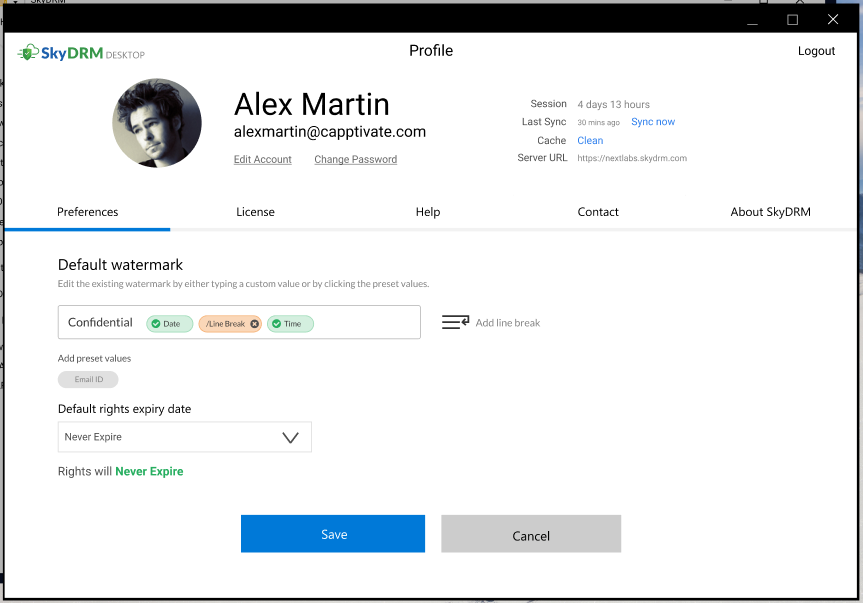 SkyDRM
SkyDRM DESKTOP
Profile
Logout
Alex Martin
alexmartin@capptivate.com
Edit Account Change Password
Session 4 days 13 hours
Last Sync 30 mins ago Sync now
Cache Clean
Server URL https://nextlabs.skydrm.com
Preferences License Help Contact About SkyDRM
Default watermark
Edit the existing watermark by either typing a custom value or by clicking the preset values.
Confidential Date /Line Break Time Add line break
Add preset values
Email ID
Default rights expiry date
Never Expire
Rights will Never Expire
Save Cancel